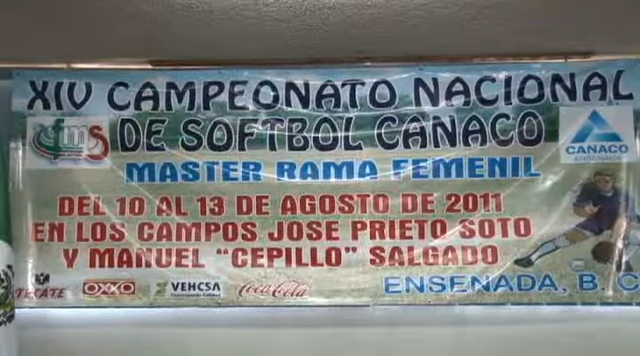 XIV CAMPEONATO NACIONAL
DE SOFTBOL CANACO
MASTER RAMA FEMENIL
DEL 10 AL 13 DE AGOSTO DE 2011
EN LOS CAMPOS JOSE PRIETO SOTO
Y MANUEL "CEPILLO" SALGADO
ENSENADA, B. C
fms
CANACO
ENSENADA
TECATE
OXXO
VEHCSA
Coca-Cola